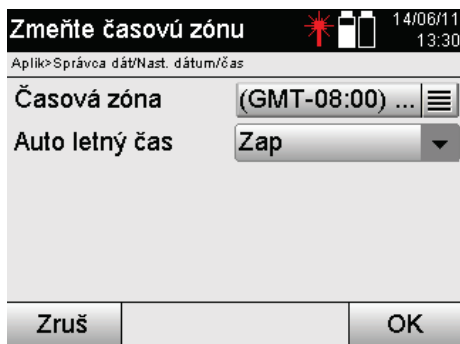 Zmeňte časovú zónu
14/06/11
13:30
Aplik>Správca dát/Nast. dátum/čas
Časová zóna (GMT-08:00) ...
Auto letný čas Zap
Zruš OK